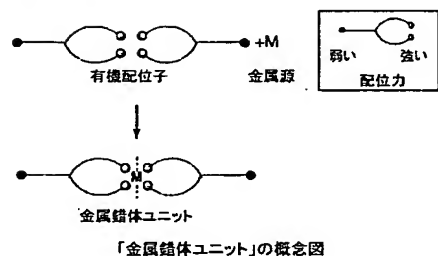 +M
有機配位子 金属源
弱い 強い
配位力
M
金属錯体ユニット
「金属錯体ユニット」の概念図